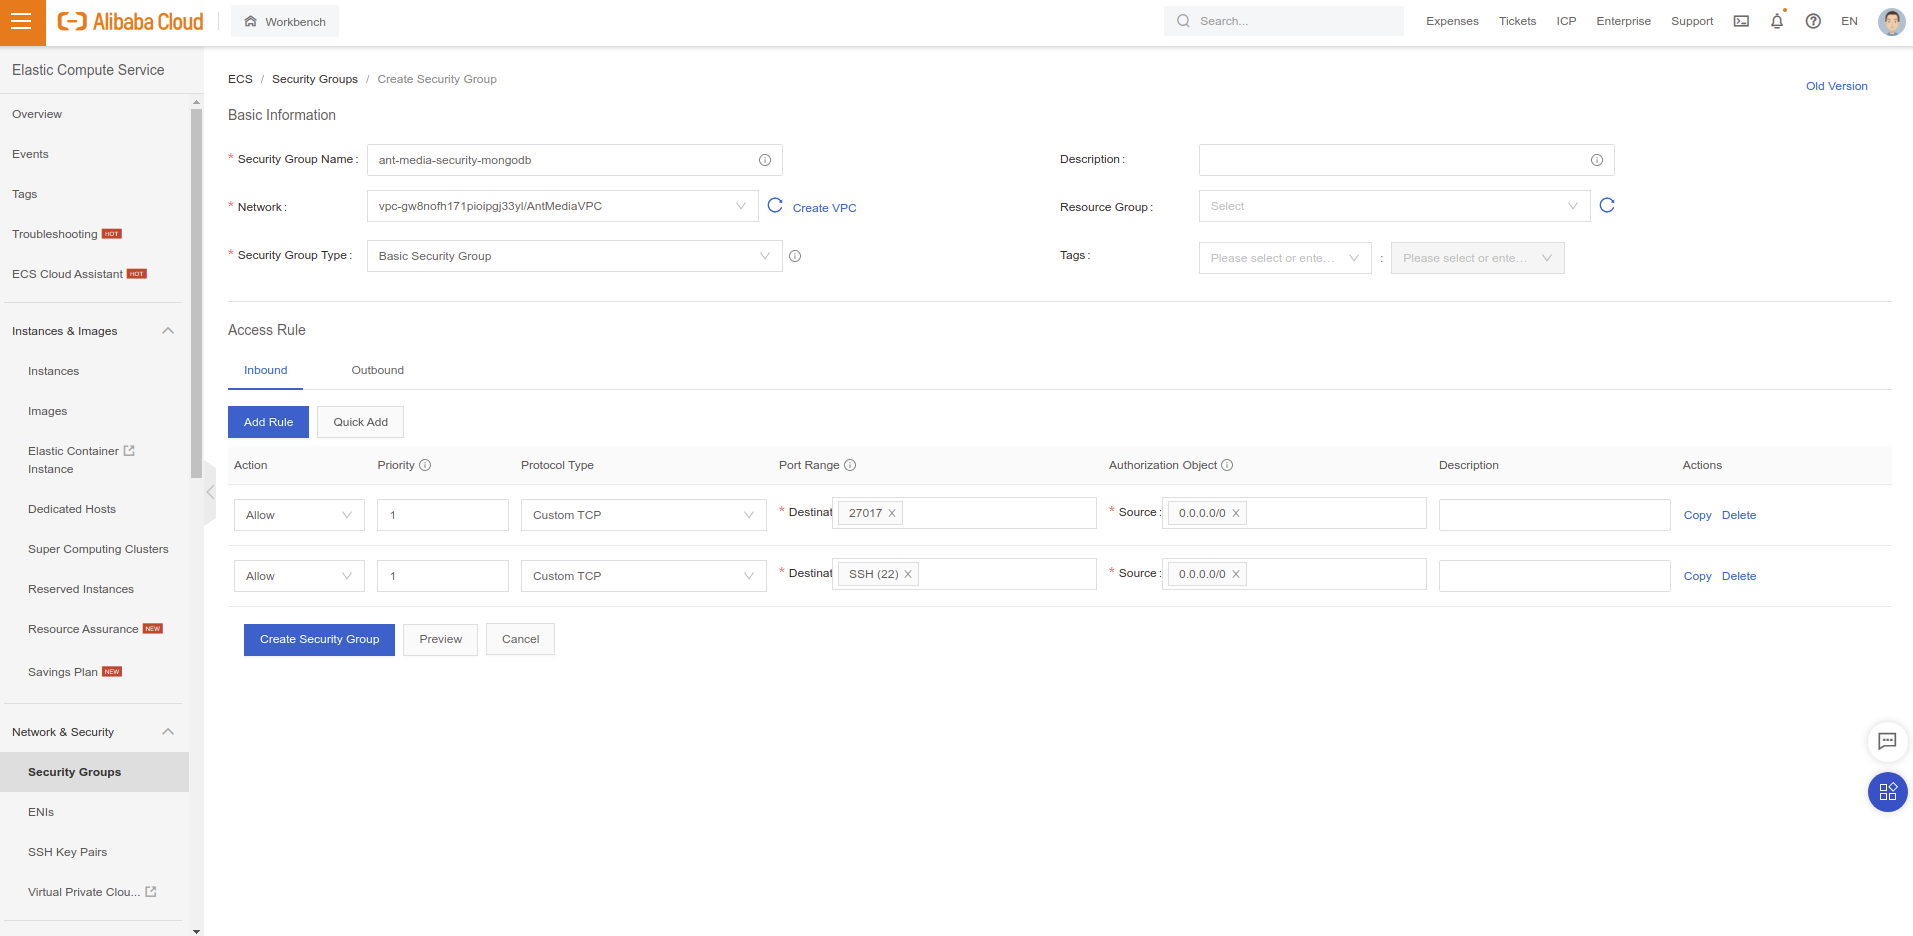 Alibaba Cloud
Workbench
Search...
Expenses
Tickets
ICP
Enterprise
Support
EN
Elastic Compute Service
Overview
Events
Tags
Troubleshooting HOT
ECS Cloud Assistant HOT
Instances & Images
Instances
Images
Elastic Container
Instance
Dedicated Hosts
Super Computing Clusters
Reserved Instances
Resource Assurance NEW
Savings Plan NEW
Network & Security
Security Groups
ENIs
SSH Key Pairs
Virtual Private Clou...
ECS / Security Groups / Create Security Group
Old Version
Basic Information
* Security Group Name : ant-media-security-mongodb
Description :
* Network : vpc-gw8nofh171pioipgj33yl/AntMediaVPC Create VPC
Resource Group : Select
* Security Group Type : Basic Security Group
Tags : Please select or ente... : Please select or ente...
Access Rule
Inbound Outbound
Add Rule Quick Add
Action Priority Protocol Type Port Range Authorization Object Description Actions
Allow 1 Custom TCP * Destinat 27017 * Source : 0.0.0.0/0 Copy Delete
Allow 1 Custom TCP * Destinat SSH (22) * Source : 0.0.0.0/0 Copy Delete
Create Security Group Preview Cancel